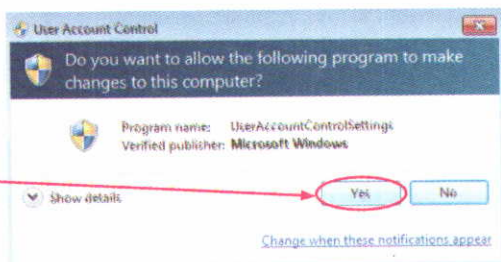 User Account Control
Do you want to allow the following program to make
changes to this computer?
Program name: UserAccountControlSettings
Verified publisher: Microsoft Windows
Show details
Yes
No
Change when these notifications appear